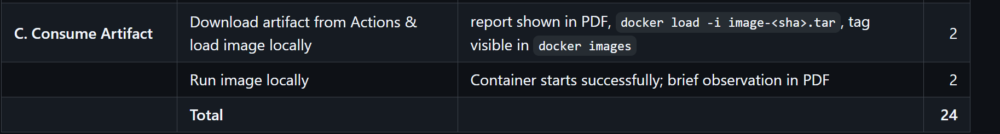 C. Consume Artifact
Download artifact from Actions &
load image locally
report shown in PDF, docker load -i image-<sha>.tar, tag
visible in docker images
2
Run image locally
Container starts successfully; brief observation in PDF
2
Total
24